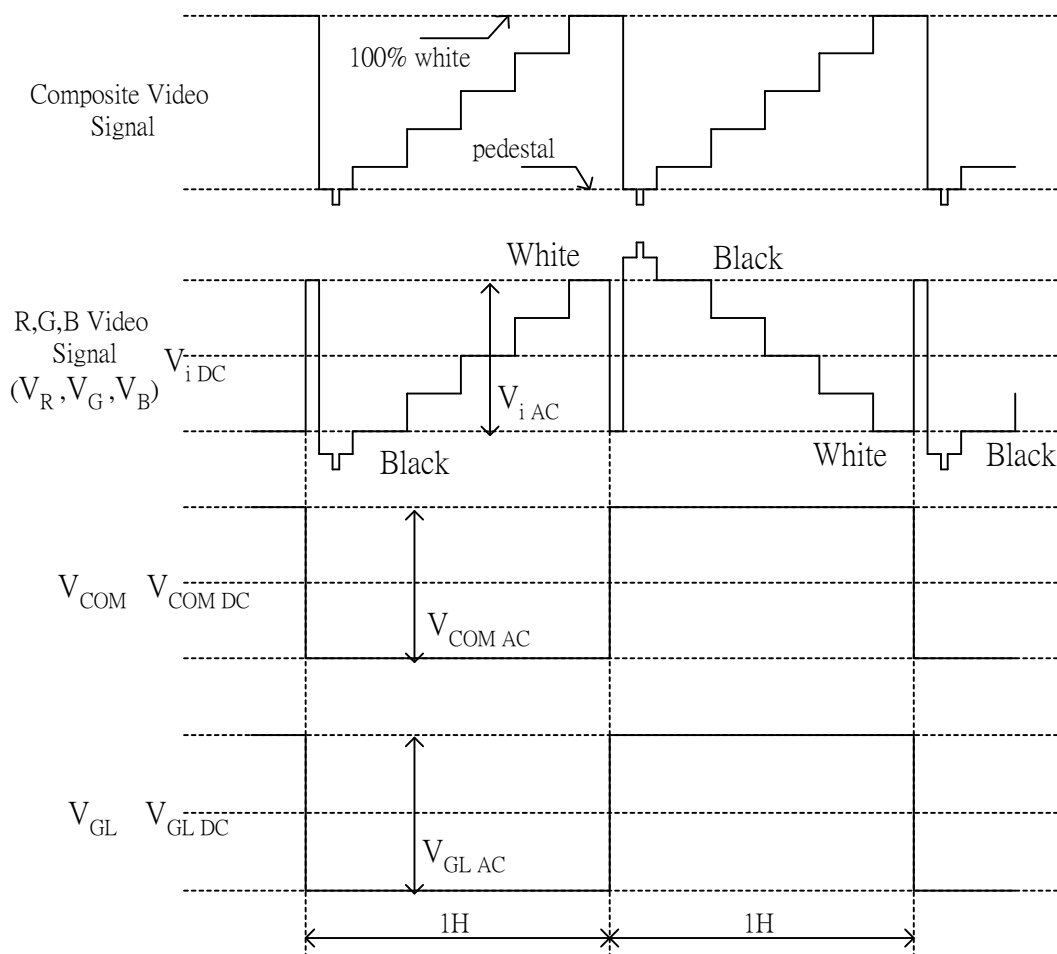 100% white
Composite Video
Signal
pedestal
White
Black
R,G,B Video
Signal
(V_R ,V_G ,V_B)
V_i DC
V_i AC
Black
White
Black
V_COM
V_COM DC
V_COM AC
V_GL
V_GL DC
V_GL AC
1H
1H